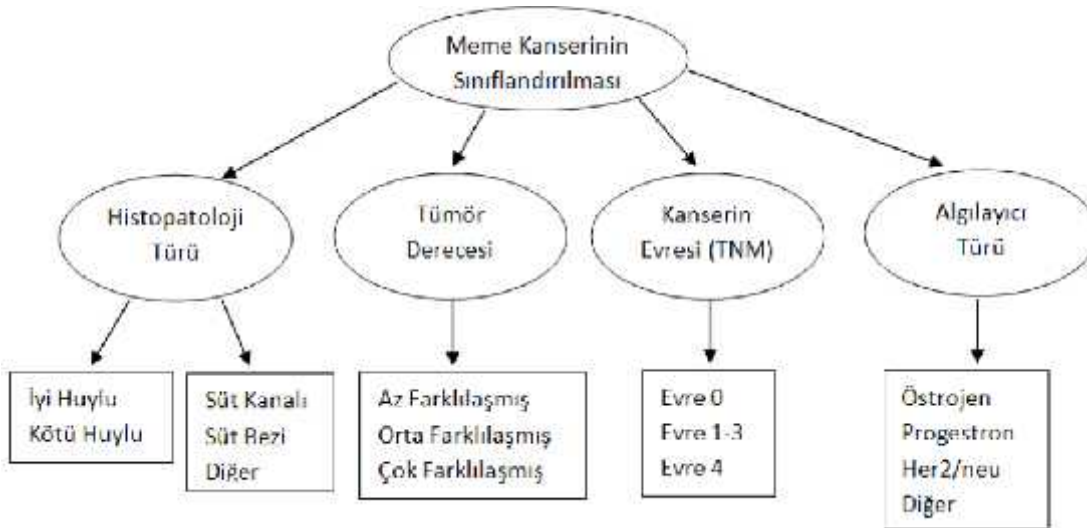 Meme Kanserinin
Sınıflandırılması
Histopatoloji
Türü
Tümör
Derecesi
Kanserin
Evresi (TNM)
Algılayıcı
Türü
İyi Huylu
Kötü Huylu
Süt Kanalı
Süt Bezi
Diğer
Az Farklılaşmış
Orta Farklılaşmış
Çok Farklılaşmış
Evre 0
Evre 1-3
Evre 4
Östrojen
Progestron
Her2/neu
Diğer